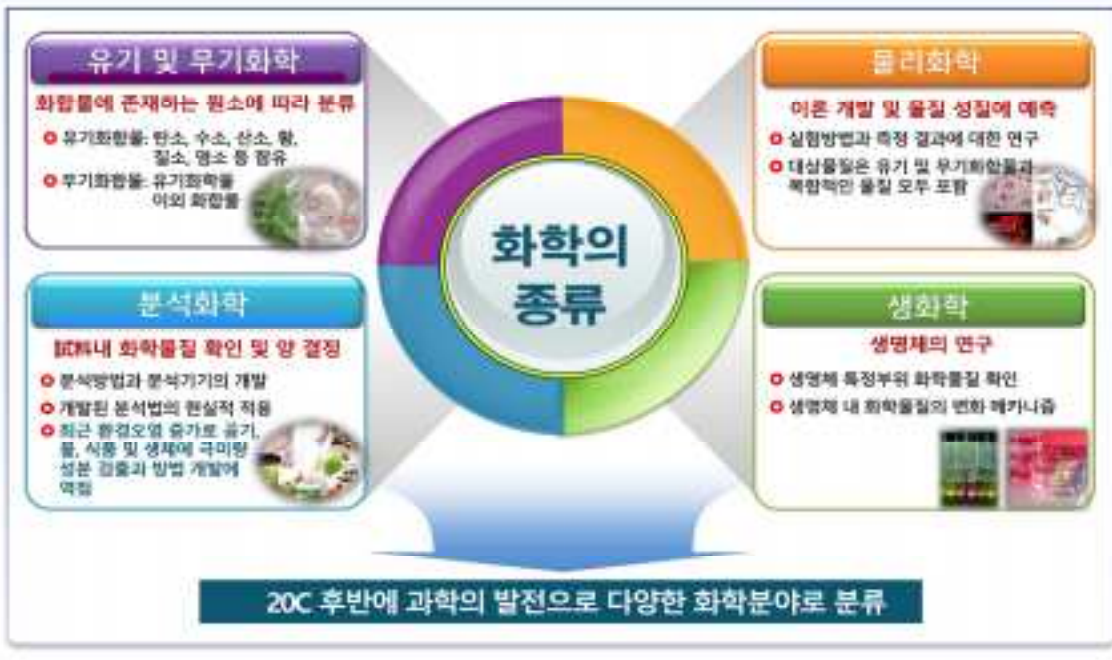 유기 및 무기화학
화합물에 존재하는 원소에 따라 분류
유기화합물: 탄소, 수소, 산소, 황,
질소, 염소 등 함유
무기화합물: 유기화학물
이외 화합물
물리화학
이론 개발 및 물질 성질에 예측
실험방법과 측정 결과에 대한 연구
대상물질은 유기 및 무기화합물과
복합적인 물질 모두 포함
화학의
종류
분석화학
試料내 화학물질 확인 및 양 결정
분석방법과 분석기기의 개발
개발된 분석법의 현실적 적용
최근 환경오염 증가로 공기,
물, 식품 및 생체에 극미량
성분 검출과 방법 개발에
역점
생화학
생명체의 연구
생명체 특정부위 화학물질 확인
생명체 내 화학물질의 변화 메카니즘
20C 후반에 과학의 발전으로 다양한 화학분야로 분류